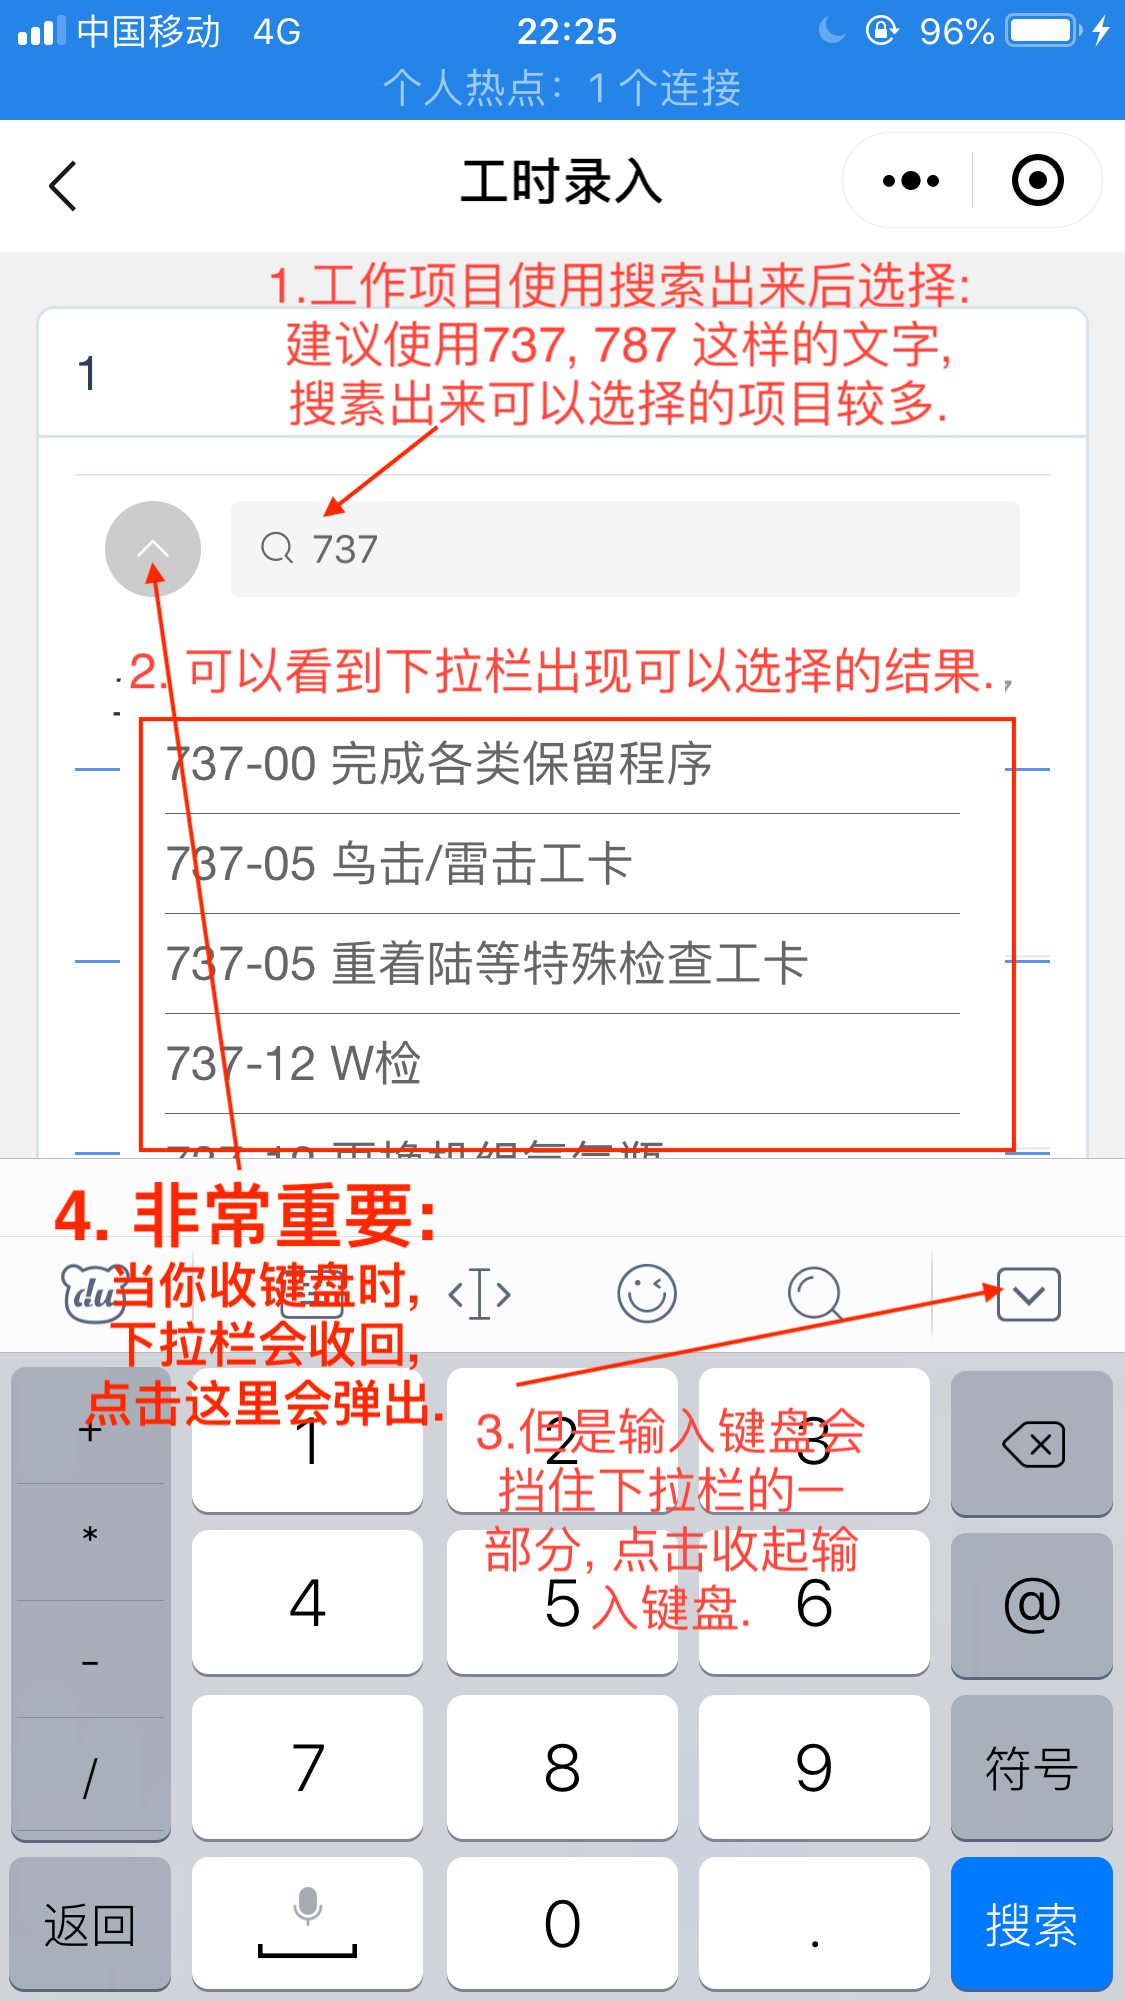 中国移动 4G 22:25 96%
个人热点：1 个连接
工时录入
1.工作项目使用搜索出来后选择:
建议使用737, 787 这样的文字,
搜素出来可以选择的项目较多.
1
737
2. 可以看到下拉栏出现可以选择的结果.
737-00 完成各类保留程序
737-05 鸟击/雷击工卡
737-05 重着陆等特殊检查工卡
737-12 W检
4. 非常重要:
当你收键盘时,
下拉栏会收回,
点击这里会弹出.
du
3.但是输入键盘会
挡住下拉栏的一
部分, 点击收起输
入键盘.
+ 1 2 3
*
4 5 6 @
-
7 8 9 符号
/
返回 0 . 搜索